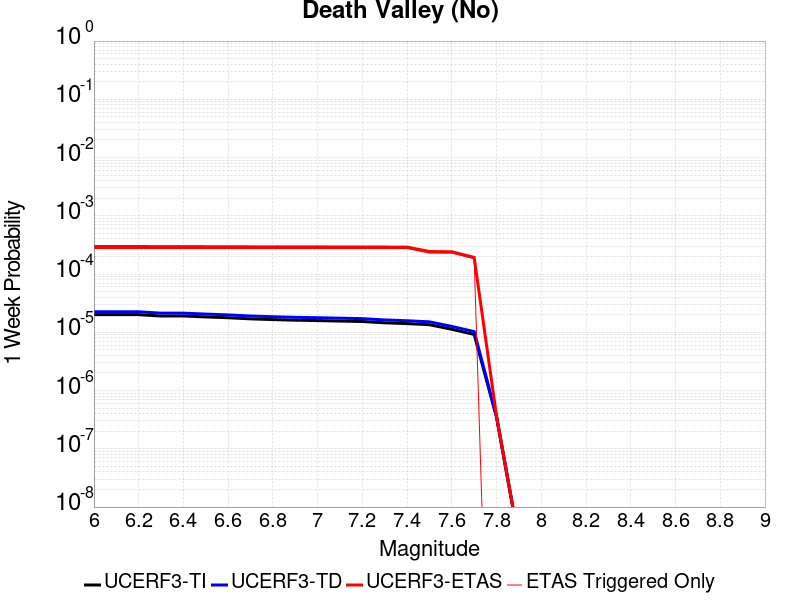 Death Valley (No)
10^0
10^-1
10^-2
10^-3
10^-4
10^-5
10^-6
10^-7
10^-8
1 Week Probability
6 6.2 6.4 6.6 6.8 7 7.2 7.4 7.6 7.8 8 8.2 8.4 8.6 8.8 9
Magnitude
UCERF3-TI UCERF3-TD UCERF3-ETAS ETAS Triggered Only